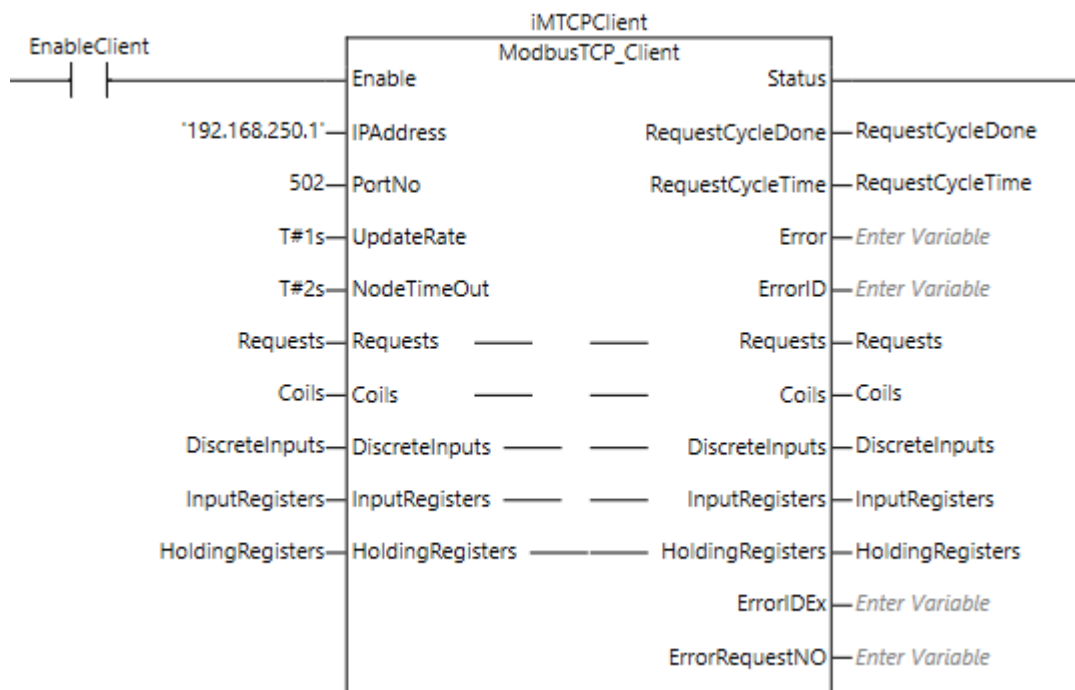 iMTCPClient
EnableClient
ModbusTCP_Client
Enable Status
'192.168.250.1' IPAddress RequestCycleDone RequestCycleDone
502 PortNo RequestCycleTime RequestCycleTime
T#1s UpdateRate Error Enter Variable
T#2s NodeTimeOut ErrorID Enter Variable
Requests Requests Requests Requests
Coils Coils Coils Coils
DiscreteInputs DiscreteInputs DiscreteInputs DiscreteInputs
InputRegisters InputRegisters InputRegisters InputRegisters
HoldingRegisters HoldingRegisters HoldingRegisters HoldingRegisters
ErrorIDEx Enter Variable
ErrorRequestNO Enter Variable